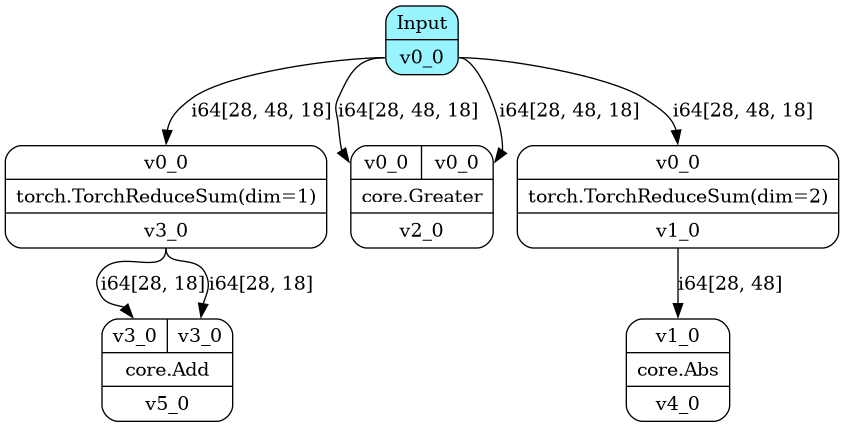 Input
v0_0
i64[28, 48, 18]
i64[28, 48, 18]
i64[28, 48, 18]
i64[28, 48, 18]
v0_0
torch.TorchReduceSum(dim=1)
v3_0
v0_0
v0_0
core.Greater
v2_0
v0_0
torch.TorchReduceSum(dim=2)
v1_0
i64[28, 18]
i64[28, 18]
i64[28, 48]
v3_0
v3_0
core.Add
v5_0
v1_0
core.Abs
v4_0